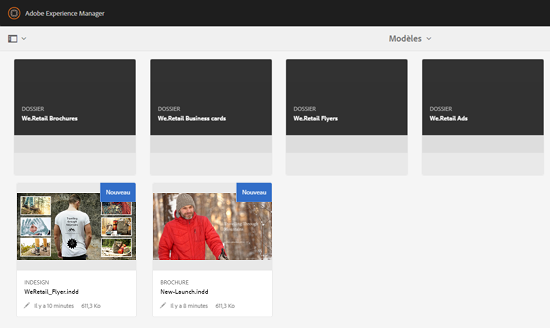 Adobe Experience Manager
Modèles
DOSSIER
We.Retail Brochures
DOSSIER
We.Retail Business cards
DOSSIER
We.Retail Flyers
DOSSIER
We.Retail Ads
Nouveau
Nouveau
INDESIGN
WeRetail_Flyer.indd
Il y a 10 minutes 611,3 Ko
BROCHURE
New-Launch.indd
Il y a 8 minutes 611,3 Ko